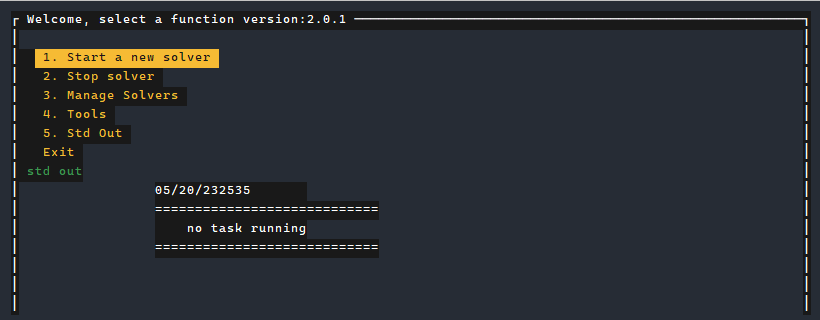 Welcome, select a function version:2.0.1
1. Start a new solver
2. Stop solver
3. Manage Solvers
4. Tools
5. Std Out
Exit
std out
05/20/232535
============================
no task running
============================